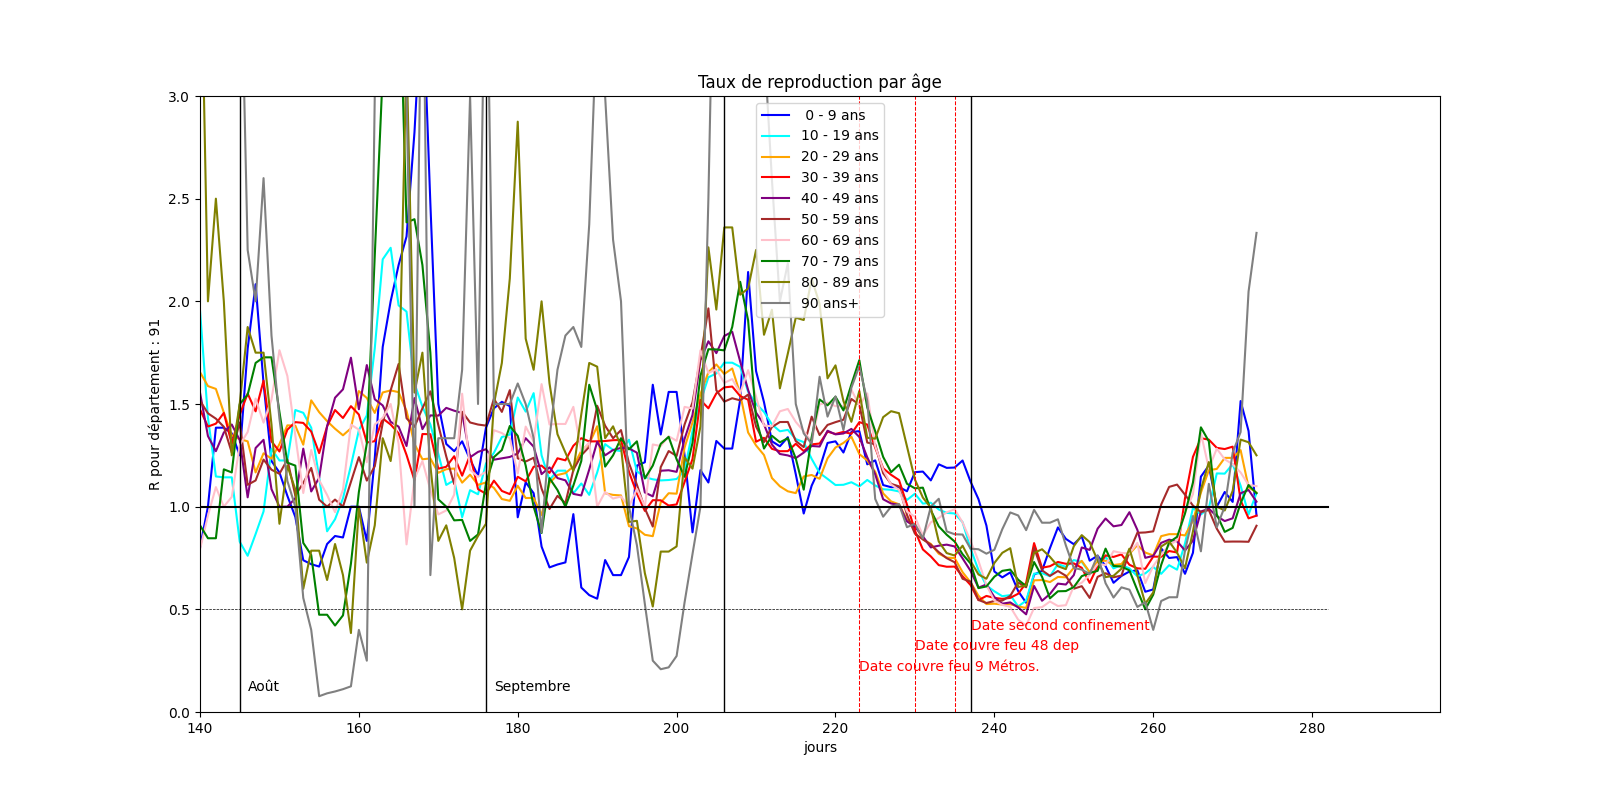 Taux de reproduction par âge
R pour département : 91
3.0
2.5
2.0
1.5
1.0
0.5
0.0
0 - 9 ans
10 - 19 ans
20 - 29 ans
30 - 39 ans
40 - 49 ans
50 - 59 ans
60 - 69 ans
70 - 79 ans
80 - 89 ans
90 ans+
Date second confinement
Date couvre feu 48 dep
Date couvre feu 9 Métros.
Août
Septembre
140 160 180 200 220 240 260 280
jours